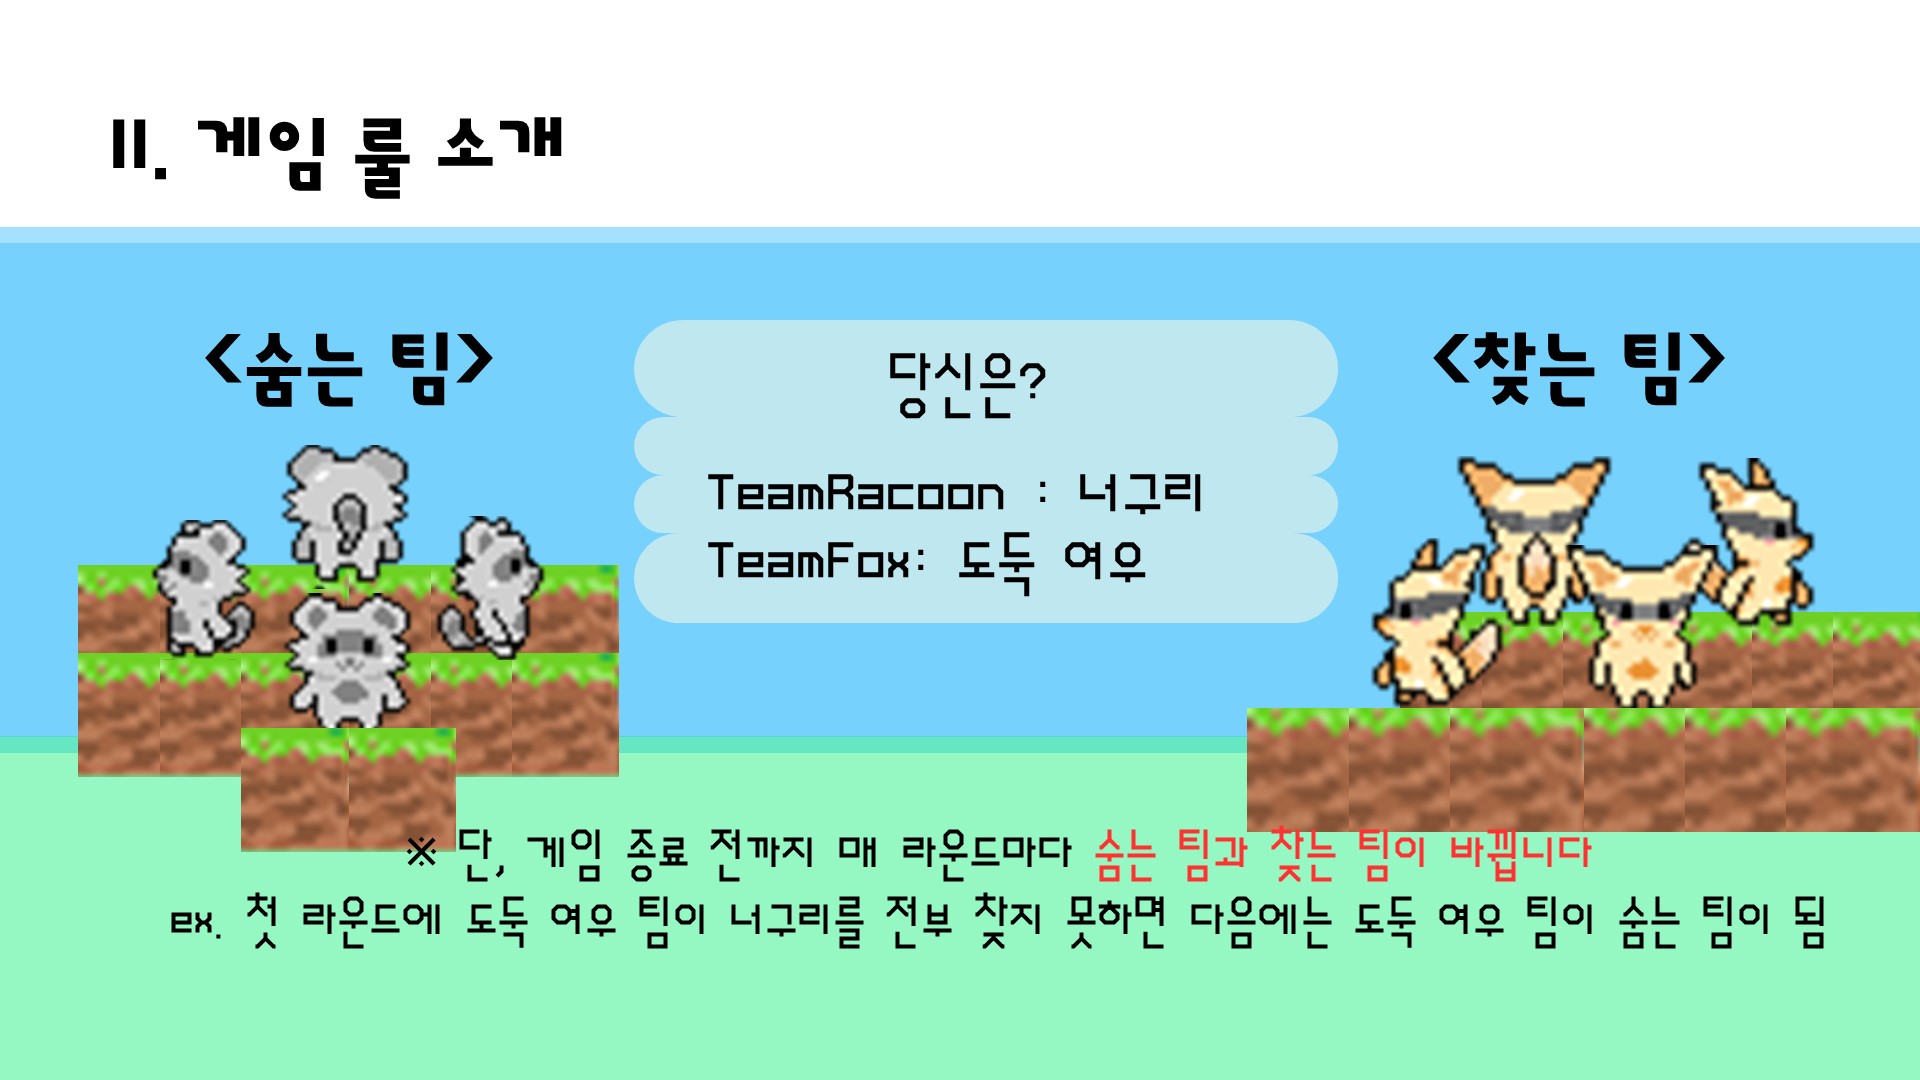 II. 게임 룰 소개
<숨는 팀>
당신은?
TeamRacoon : 너구리
TeamFox: 도둑 여우
<찾는 팀>
※ 단, 게임 종료 전까지 매 라운드마다 숨는 팀과 찾는 팀이 바뀝니다
ex. 첫 라운드에 도둑 여우 팀이 너구리를 전부 찾지 못하면 다음에는 도둑 여우 팀이 숨는 팀이 됨